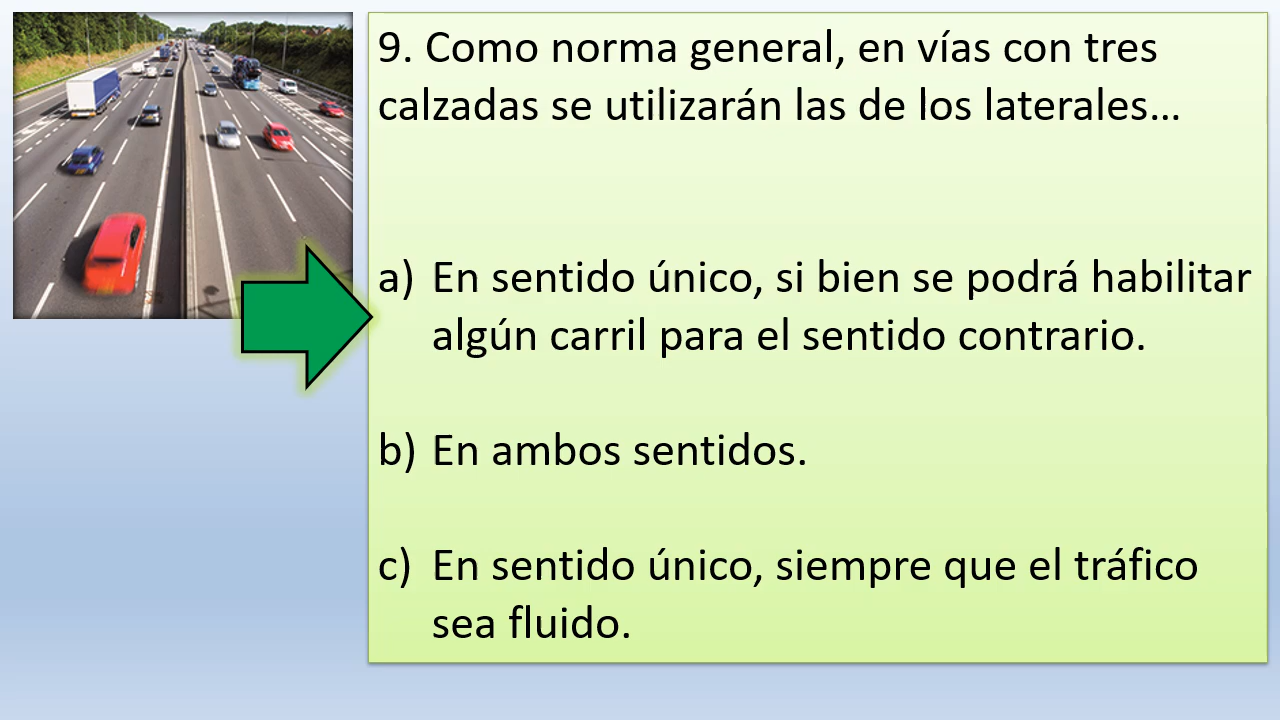 9. Como norma general, en vías con tres
calzadas se utilizarán las de los laterales…
a) En sentido único, si bien se podrá habilitar
algún carril para el sentido contrario.
b) En ambos sentidos.
c) En sentido único, siempre que el tráfico
sea fluido.